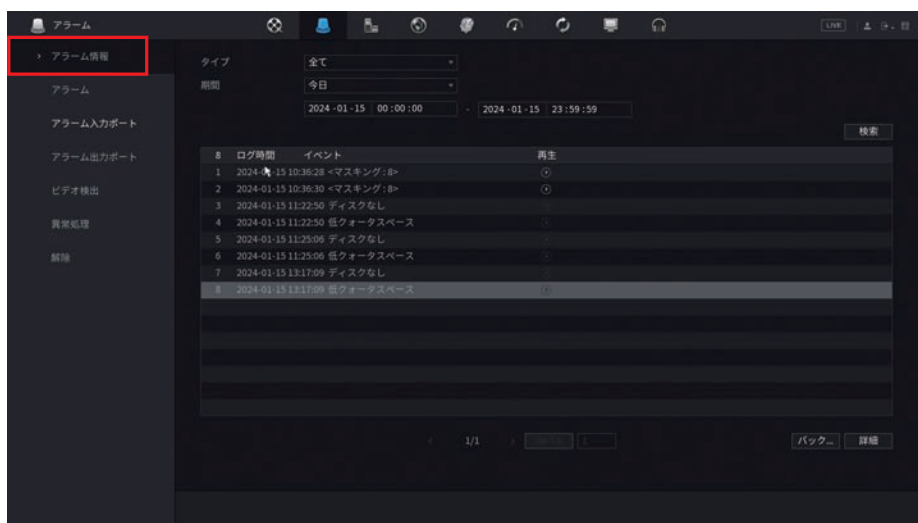 アラーム
LIVE
アラーム情報
アラーム
アラーム入力ポート
アラーム出力ポート
ビデオ検出
異常処理
解除
タイプ 全て
期間 今日
2024-01-15 00:00:00 - 2024-01-15 23:59:59
検索
8 ログ時間 イベント 再生
1 2024-01-15 10:36:28 <マスキング:8>
2 2024-01-15 10:36:30 <マスキング:8>
3 2024-01-15 11:22:50 ディスクなし
4 2024-01-15 11:22:50 低クォータスペース
5 2024-01-15 11:25:06 ディスクなし
6 2024-01-15 11:25:06 低クォータスペース
7 2024-01-15 13:17:09 ディスクなし
8 2024-01-15 13:17:09 低クォータスペース
1/1
バック... 詳細